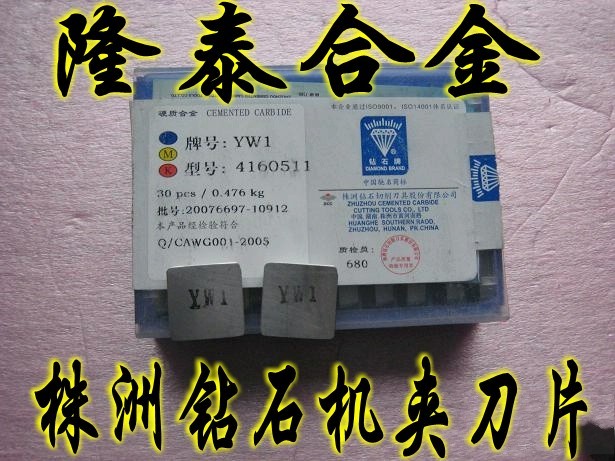 隆泰合金
硬质合金 CEMENTED CARBIDE
牌号: YW1
M
K
型号: 4160511
30 pcs / 0.476 kg
批号: 20076697-10912
本产品经检验符合
Q/CAWG001-2005
本企业通过ISO9001、ISO14001体系认证
钻石牌
DIAMOND BRAND
中国驰名商标
株洲钻石切削刀具股份有限公司
ZHUZHOU CEMENTED CARBIDE
CUTTING TOOLS CO., LTD
中国.湖南.株洲市黄河南路
HUANGHE SOUTHERN RAOD,
ZHUZHOU, HUNAN, PR.CHINA
质检员:
680
YW1
YW1
株洲钻石机夹刀片